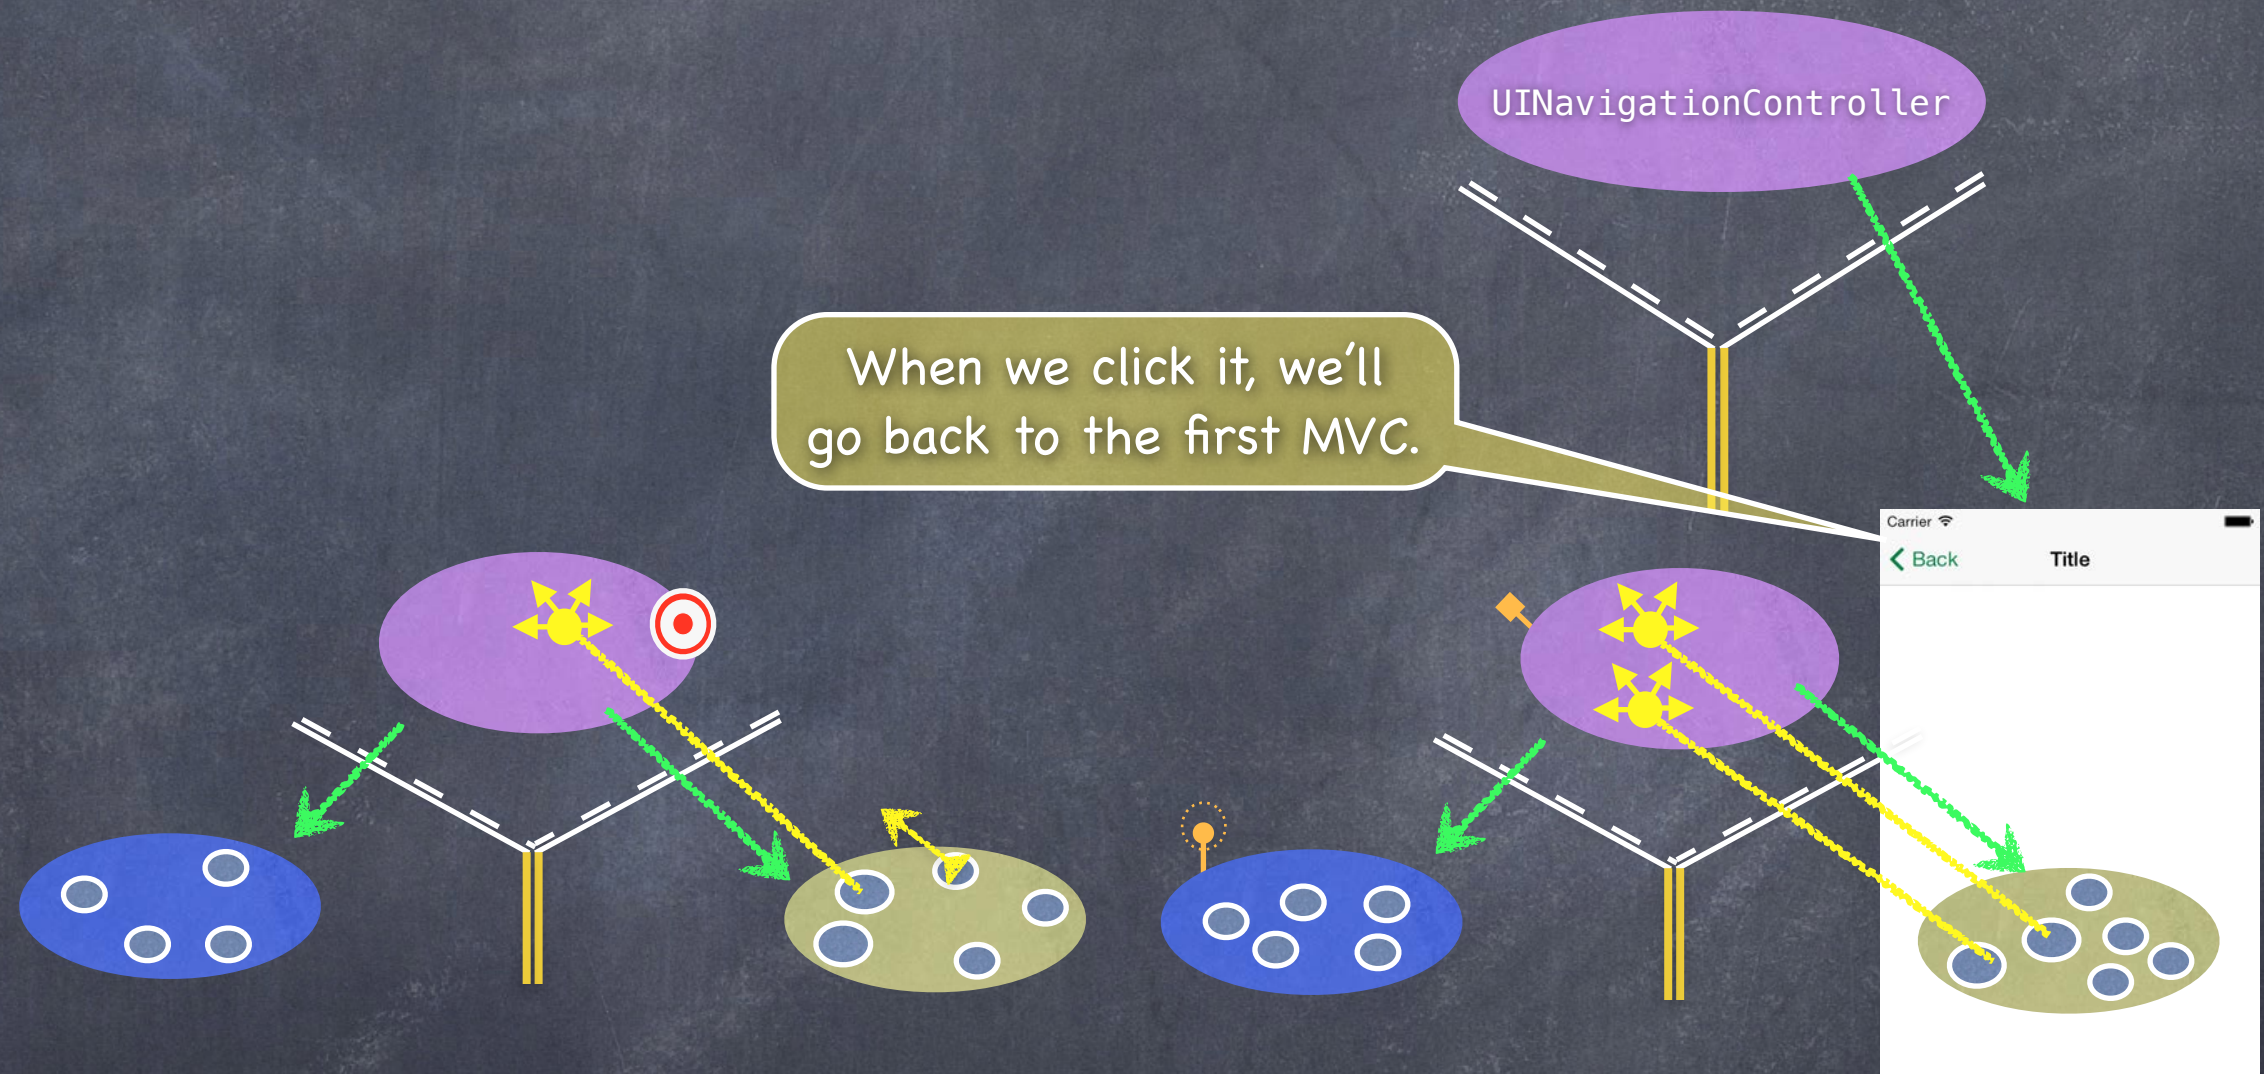 UINavigationController
When we click it, we'll
go back to the first MVC.
Carrier
Back
Title